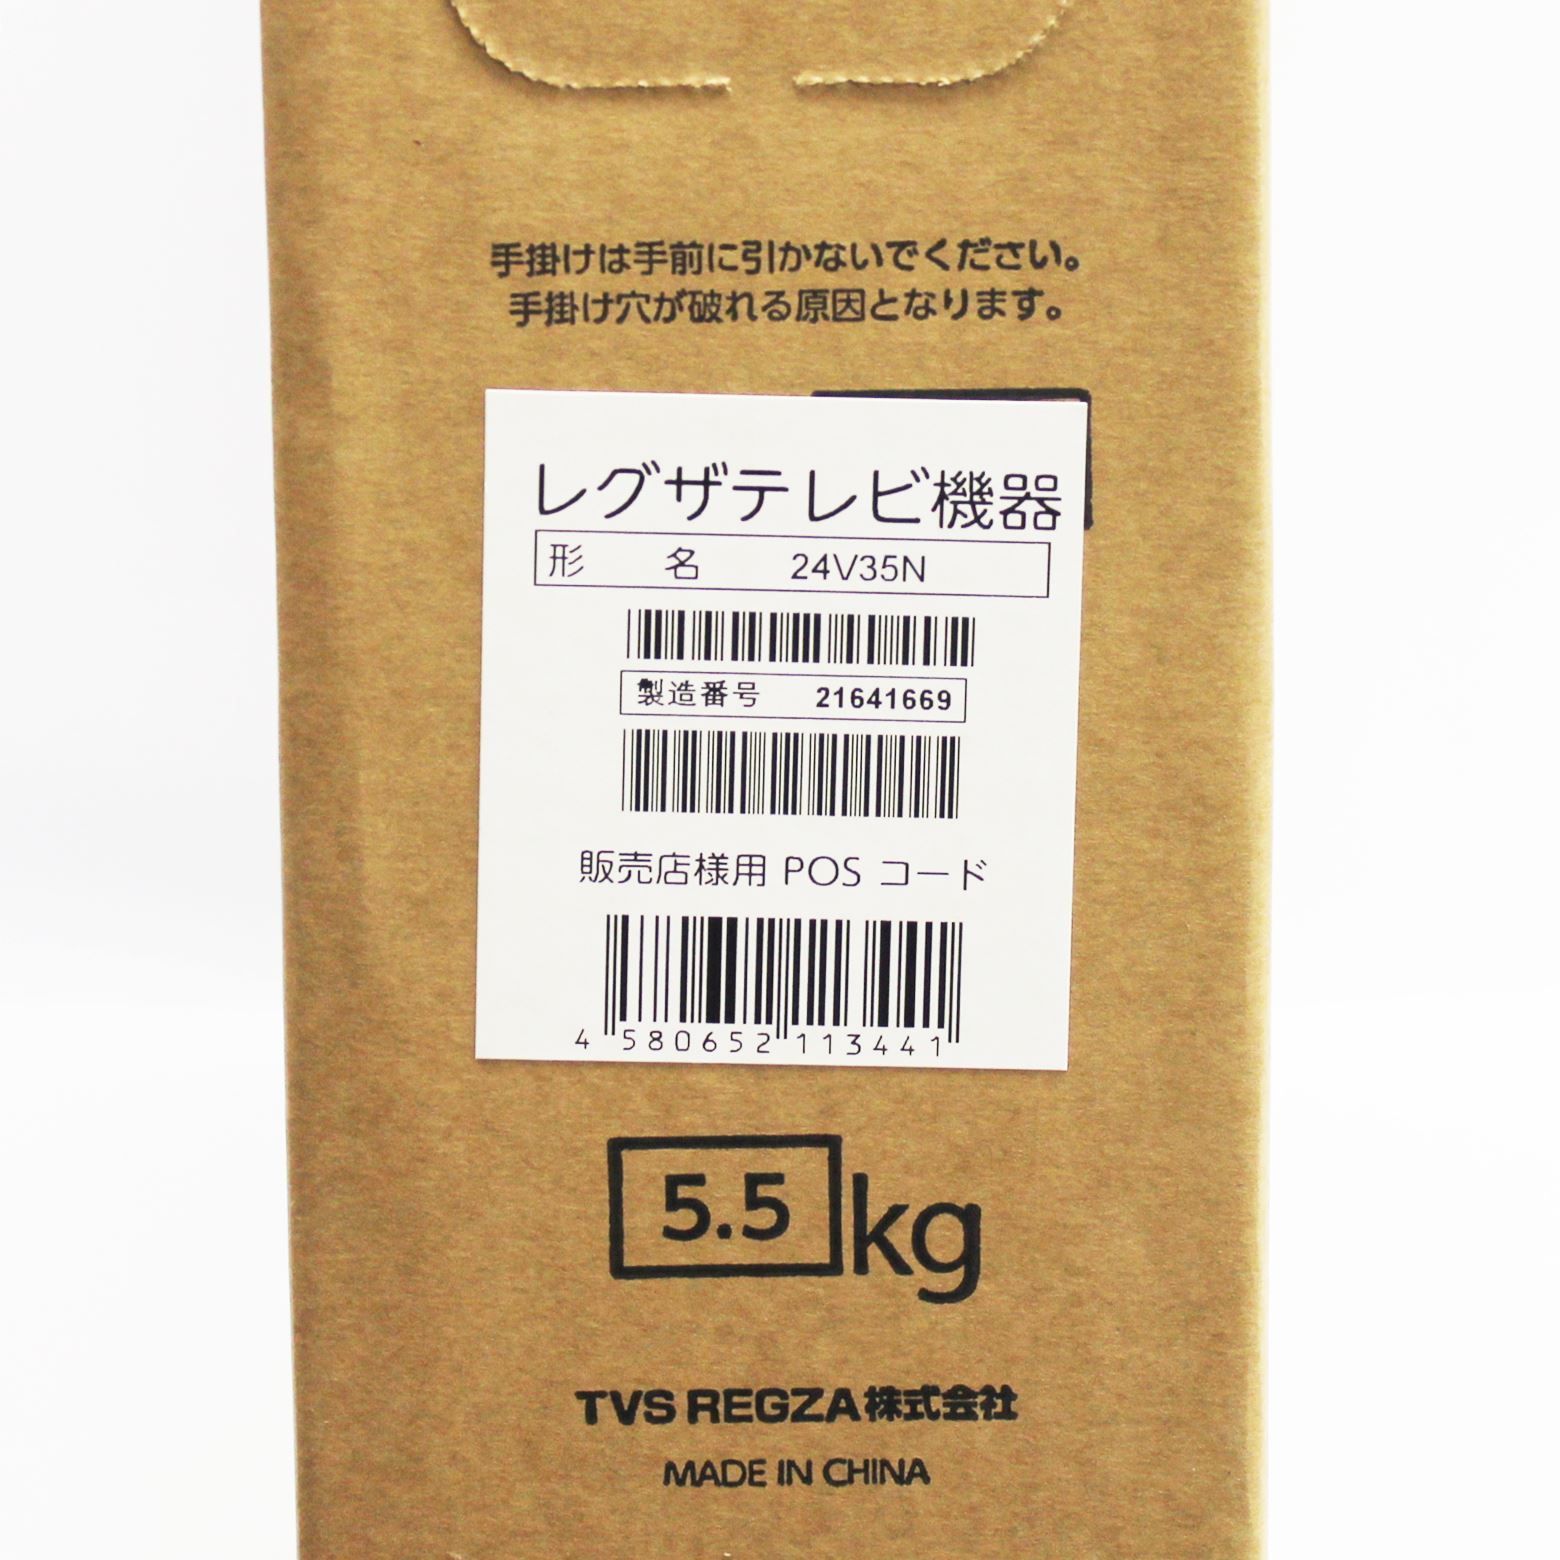 手掛けは手前に引かないでください。
手掛け穴が破れる原因となります。
レグザテレビ機器
形 名 24V35N
製造番号 21641669
販売店様用 POS コード
4 580652 113441
5.5 kg
TVS REGZA株式会社
MADE IN CHINA